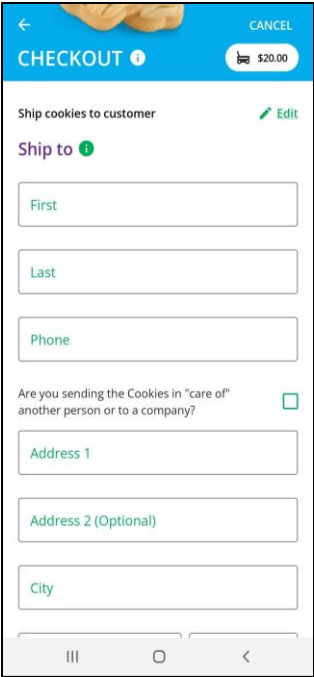 CANCEL
CHECKOUT i
$20.00
Ship cookies to customer
Edit
Ship to i
First
Last
Phone
Are you sending the Cookies in "care of"
another person or to a company?
Address 1
Address 2 (Optional)
City